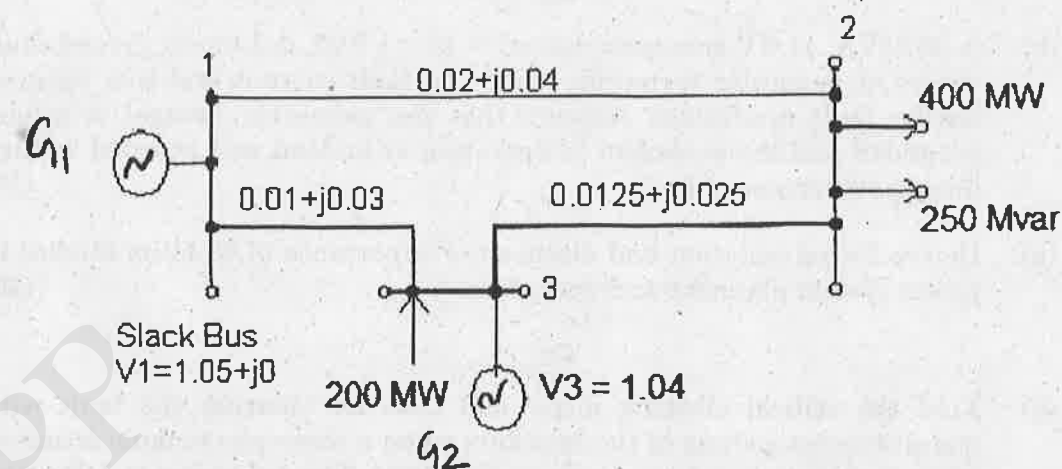 2
1
0.02+j0.04
400 MW
G1
0.01+j0.03
0.0125+j0.025
250 Mvar
3
Slack Bus
V1=1.05+j0
200 MW
V3 = 1.04
G2